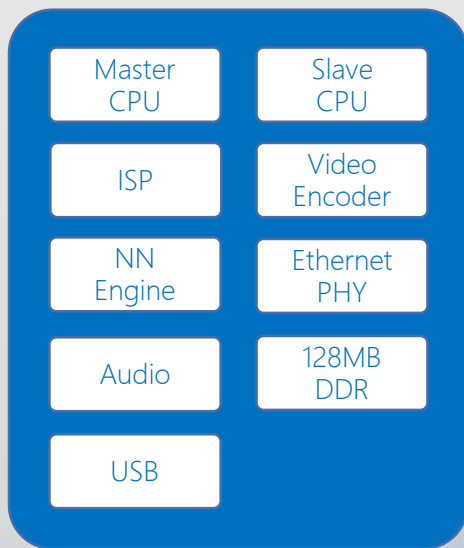 Master
CPU
Slave
CPU
ISP
Video
Encoder
NN
Engine
Ethernet
PHY
Audio
128MB
DDR
USB